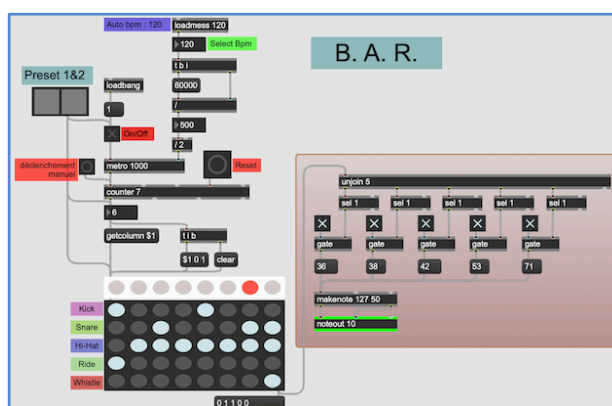 Auto bpm : 120
loadmess 120
120
Select Bpm
B. A. R.
t b i
Preset 1&2
loadbang
60000
/
1
500
On/Off
/ 2
déclenchement
manuel
metro 1000
Reset
counter 7
6
getcolumn $1
t i b
$1 0 1
clear
Kick
Snare
Hi-Hat
Ride
Whistle
0 1 1 0 0
unjoin 5
sel 1
sel 1
sel 1
sel 1
sel 1
gate
gate
gate
gate
gate
36
38
42
53
71
makenote 127 50
noteout 10